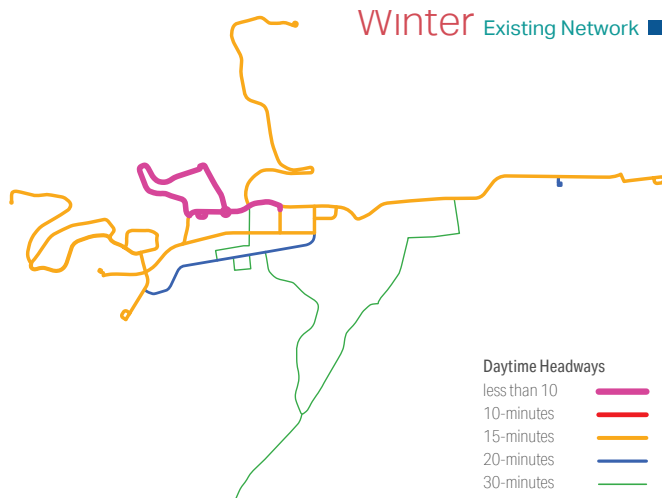 Winter Existing Network
Daytime Headways
less than 10
10-minutes
15-minutes
20-minutes
30-minutes